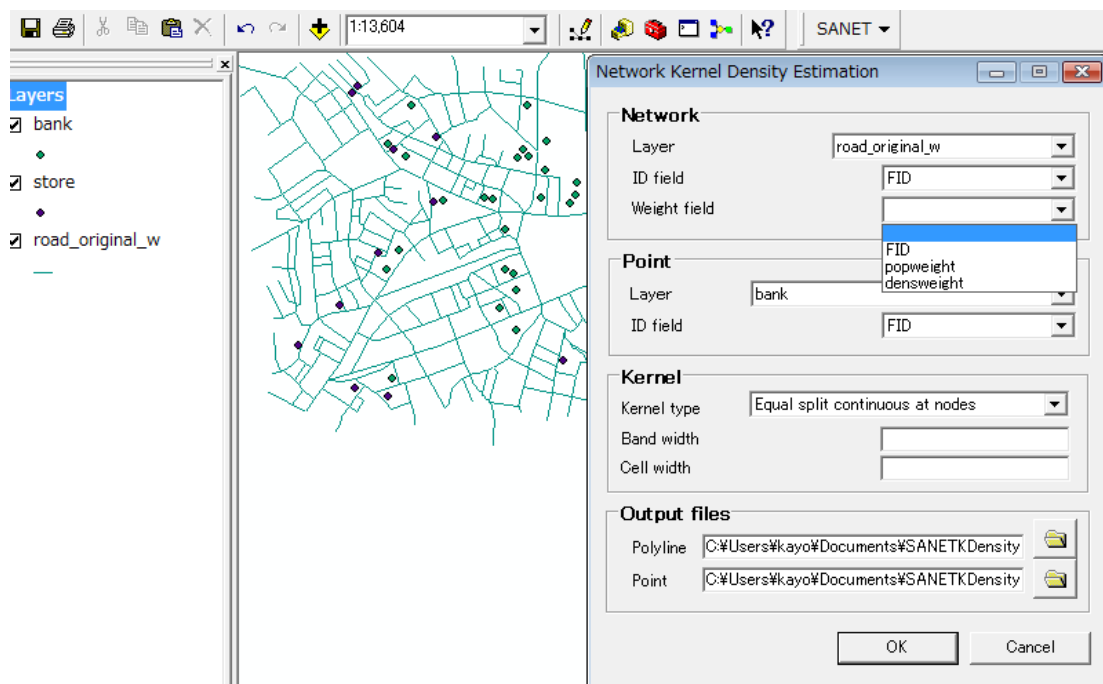 1:13,604
SANET
Layers
bank
store
road_original_w
Network Kernel Density Estimation
Network
Layer road_original_w
ID field FID
Weight field
FID
popweight
densweight
Point
Layer bank
ID field FID
Kernel
Kernel type Equal split continuous at nodes
Band width
Cell width
Output files
Polyline C:¥Users¥kayo¥Documents¥SANETKDensity
Point C:¥Users¥kayo¥Documents¥SANETKDensity
OK Cancel